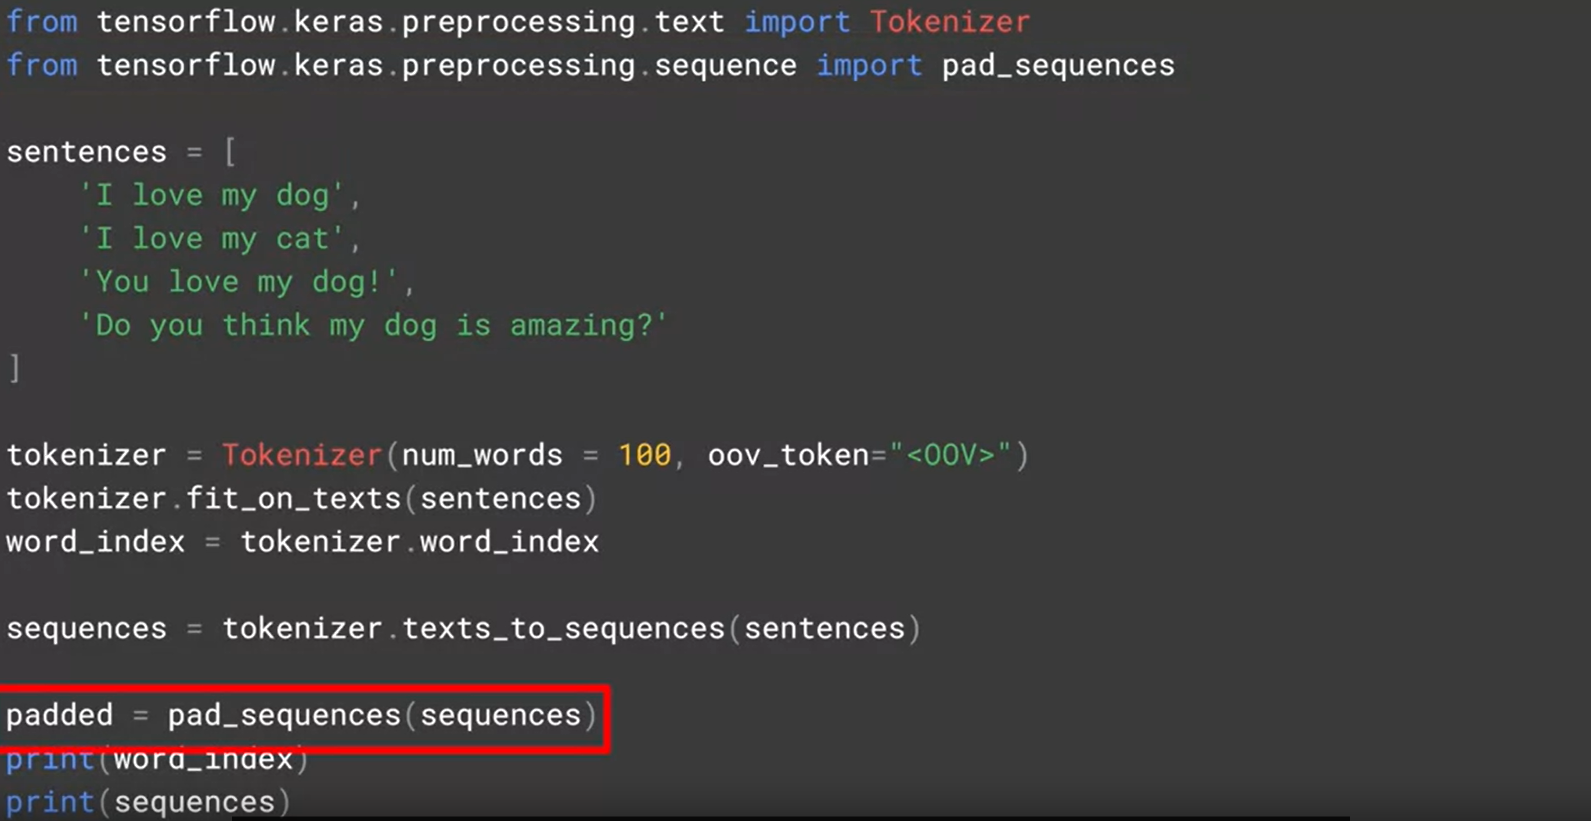 from tensorflow.keras.preprocessing.text import Tokenizer
from tensorflow.keras.preprocessing.sequence import pad_sequences
sentences = [
    'I love my dog',
    'I love my cat',
    'You love my dog!',
    'Do you think my dog is amazing?'
]
tokenizer = Tokenizer(num_words = 100, oov_token="<OOV>")
tokenizer.fit_on_texts(sentences)
word_index = tokenizer.word_index
sequences = tokenizer.texts_to_sequences(sentences)
padded = pad_sequences(sequences)
print(word_index)
print(sequences)